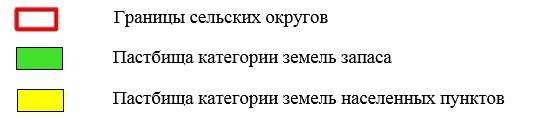 Границы сельских округов
Пастбища категории земель запаса
Пастбища категории земель населенных пунктов